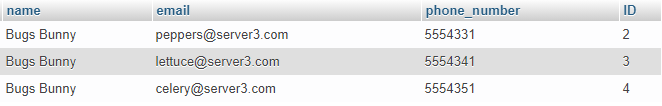 name email phone_number ID
Bugs Bunny peppers@server3.com 5554331 2
Bugs Bunny lettuce@server3.com 5554341 3
Bugs Bunny celery@server3.com 5554351 4